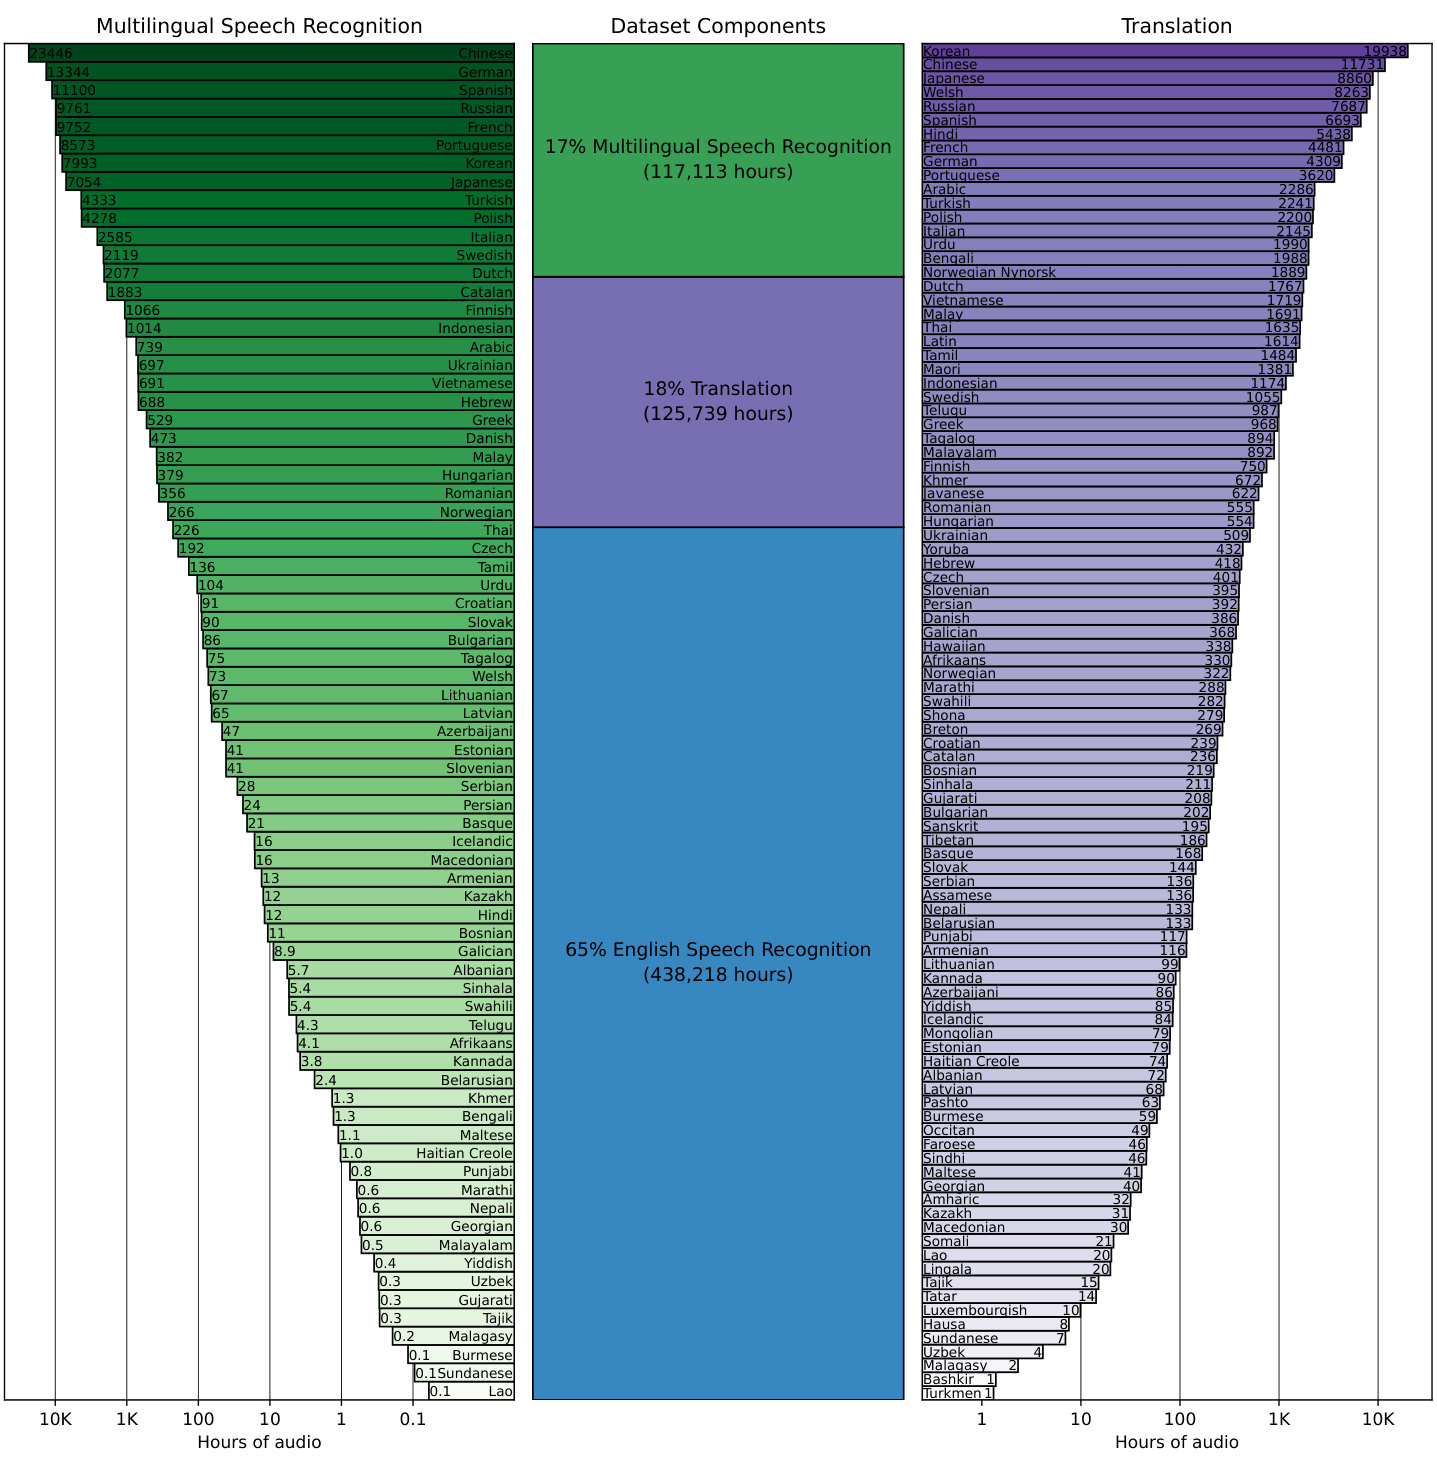 Multilingual Speech Recognition
23446 Chinese
13344 German
11100 Spanish
9761 Russian
9752 French
8573 Portuguese
7993 Korean
7054 Japanese
4333 Turkish
4278 Polish
2585 Italian
2119 Swedish
2077 Dutch
1883 Catalan
1066 Finnish
1014 Indonesian
739 Arabic
697 Ukrainian
691 Vietnamese
688 Hebrew
529 Greek
473 Danish
382 Malay
379 Hungarian
356 Romanian
266 Norwegian
226 Thai
192 Czech
136 Tamil
104 Urdu
91 Croatian
90 Slovak
86 Bulgarian
75 Tagalog
73 Welsh
67 Lithuanian
65 Latvian
47 Azerbaijani
41 Estonian
41 Slovenian
28 Serbian
24 Persian
21 Basque
16 Icelandic
16 Macedonian
13 Armenian
12 Kazakh
12 Hindi
11 Bosnian
8.9 Galician
5.7 Albanian
5.4 Sinhala
5.4 Swahili
4.3 Telugu
4.1 Afrikaans
3.8 Kannada
2.4 Belarusian
1.3 Khmer
1.3 Bengali
1.1 Maltese
1.0 Haitian Creole
0.8 Punjabi
0.6 Marathi
0.6 Nepali
0.6 Georgian
0.5 Malayalam
0.4 Yiddish
0.3 Uzbek
0.3 Gujarati
0.3 Tajik
0.2 Malagasy
0.1 Burmese
0.1 Sundanese
0.1 Lao
10K 1K 100 10 1 0.1
Hours of audio
Dataset Components
17% Multilingual Speech Recognition
(117,113 hours)
18% Translation
(125,739 hours)
65% English Speech Recognition
(438,218 hours)
Translation
Korean 19938
Chinese 11731
Japanese 8860
Welsh 8263
Russian 7687
Spanish 6693
Hindi 5438
French 4481
German 4309
Portuguese 3620
Arabic 2286
Turkish 2241
Polish 2200
Italian 2145
Urdu 1990
Bengali 1988
Norwegian Nynorsk 1889
Dutch 1767
Vietnamese 1719
Malay 1691
Thai 1635
Latin 1614
Tamil 1484
Maori 1381
Indonesian 1174
Swedish 1055
Telugu 987
Greek 968
Tagalog 894
Malayalam 892
Finnish 750
Khmer 672
Javanese 622
Romanian 555
Hungarian 554
Ukrainian 509
Yoruba 432
Hebrew 418
Czech 401
Slovenian 395
Persian 392
Danish 386
Galician 368
Hawaiian 338
Afrikaans 330
Norwegian 322
Marathi 288
Swahili 282
Shona 279
Breton 269
Croatian 239
Catalan 236
Bosnian 219
Sinhala 211
Gujarati 208
Bulgarian 202
Sanskrit 195
Tibetan 186
Basque 168
Slovak 144
Serbian 136
Assamese 136
Nepali 133
Belarusian 133
Punjabi 117
Armenian 116
Lithuanian 99
Kannada 90
Azerbaijani 86
Yiddish 85
Icelandic 84
Mongolian 79
Estonian 79
Haitian Creole 74
Albanian 72
Latvian 68
Pashto 63
Burmese 59
Occitan 49
Faroese 46
Sindhi 46
Maltese 41
Georgian 40
Amharic 32
Kazakh 31
Macedonian 30
Somali 21
Lao 20
Lingala 20
Tajik 15
Tatar 14
Luxembourgish 10
Hausa 8
Sundanese 7
Uzbek 4
Malagasy 2
Bashkir 1
Turkmen 1
1 10 100 1K 10K
Hours of audio